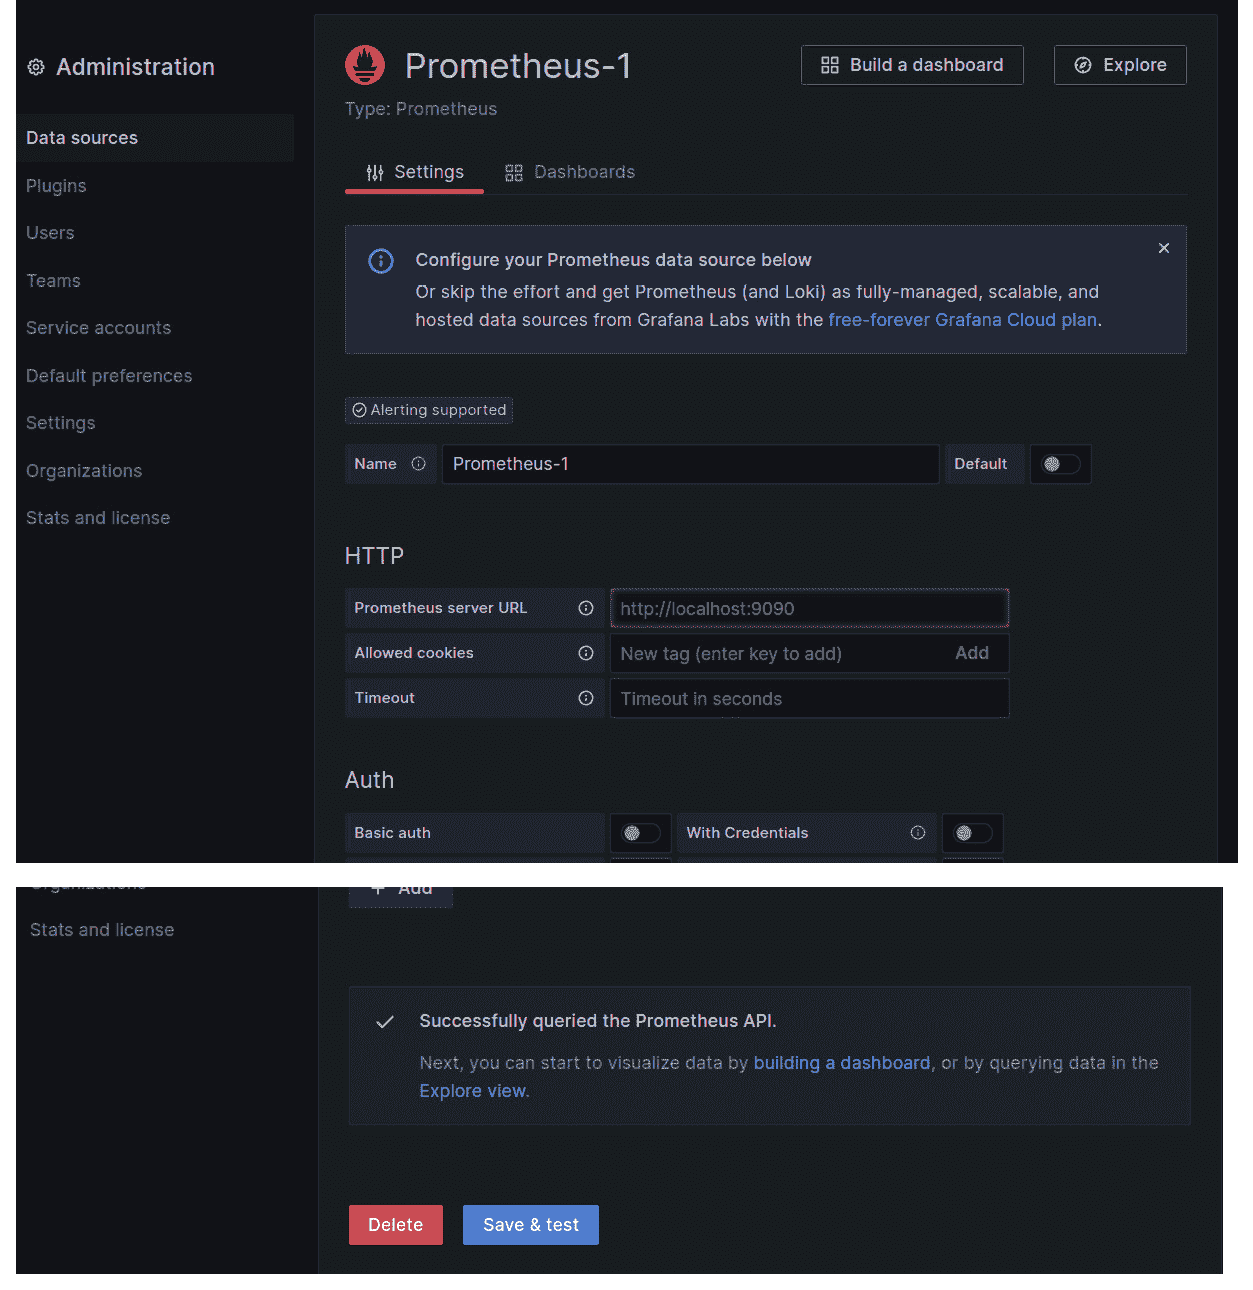 Administration
Data sources
Plugins
Users
Teams
Service accounts
Default preferences
Settings
Organizations
Stats and license
Prometheus-1
Type: Prometheus
Build a dashboard
Explore
Settings
Dashboards
Configure your Prometheus data source below
Or skip the effort and get Prometheus (and Loki) as fully-managed, scalable, and
hosted data sources from Grafana Labs with the free-forever Grafana Cloud plan.
Alerting supported
Name
Prometheus-1
Default
HTTP
Prometheus server URL
http://localhost:9090
Allowed cookies
New tag (enter key to add)
Add
Timeout
Timeout in seconds
Auth
Basic auth
With Credentials
Organizations
+ Add
Stats and license
Successfully queried the Prometheus API.
Next, you can start to visualize data by building a dashboard, or by querying data in the
Explore view.
Delete
Save & test